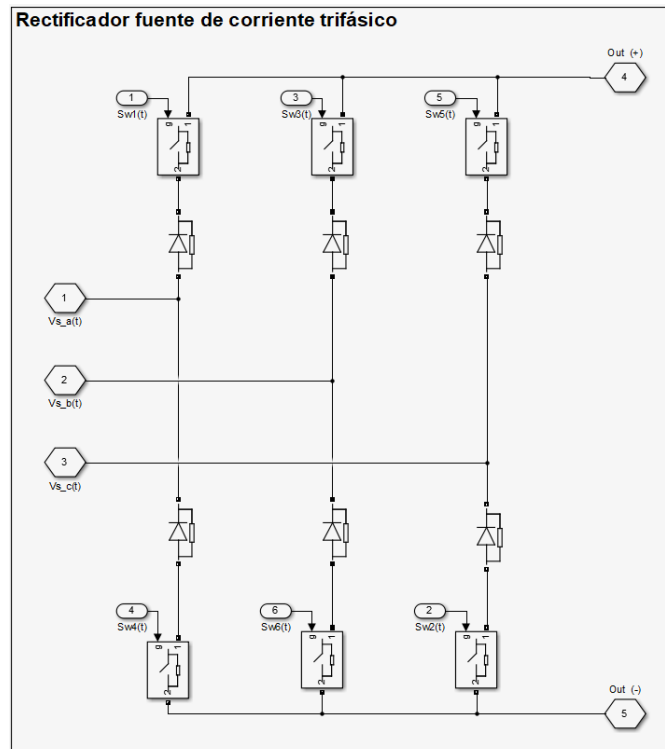 Rectificador fuente de corriente trifásico
Out (+)
4
1
Sw1(t)
3
Sw3(t)
5
Sw5(t)
g 1
2
g 1
2
g 1
2
1
Vs_a(t)
2
Vs_b(t)
3
Vs_c(t)
4
Sw4(t)
6
Sw6(t)
2
Sw2(t)
g 1
2
g 1
2
g 1
2
Out (-)
5